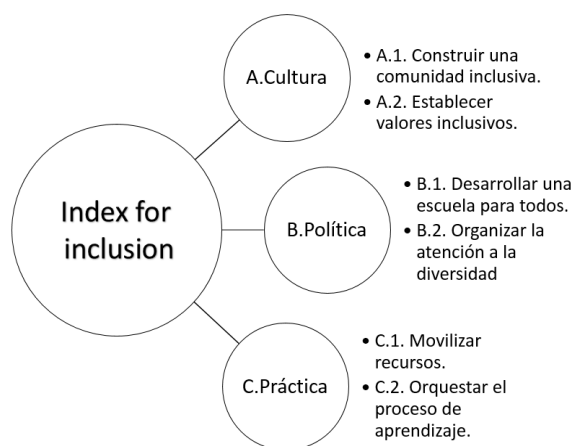 Index for
inclusion
A.Cultura
• A.1. Construir una
comunidad inclusiva.
• A.2. Establecer
valores inclusivos.
B.Política
• B.1. Desarrollar una
escuela para todos.
• B.2. Organizar la
atención a la
diversidad
C.Práctica
• C.1. Movilizar
recursos.
• C.2. Orquestar el
proceso de
aprendizaje.